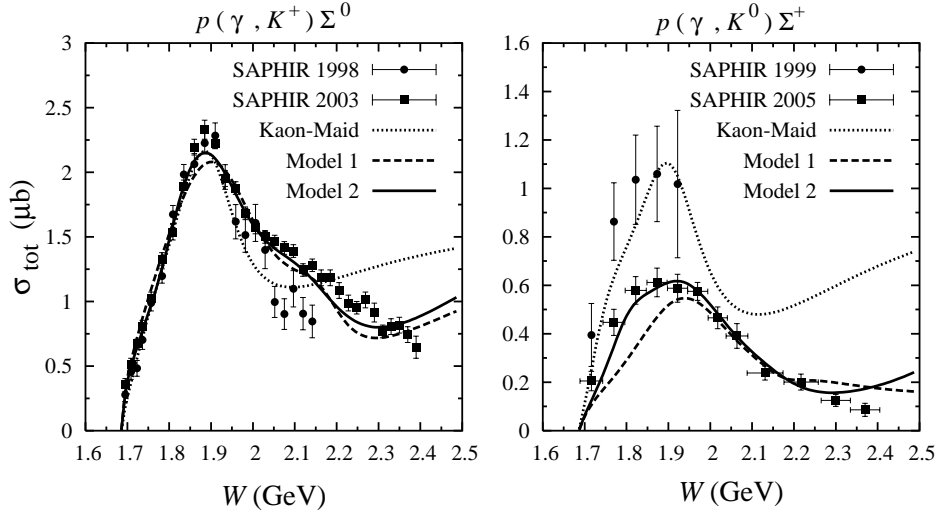 p ( γ , K⁺ ) Σ⁰
σtot (μb)
3
2.5
2
1.5
1
0.5
0
SAPHIR 1998
SAPHIR 2003
Kaon-Maid
Model 1
Model 2
1.6 1.7 1.8 1.9 2 2.1 2.2 2.3 2.4 2.5
W (GeV)
p ( γ , K⁰ ) Σ⁺
1.6
1.4
1.2
1
0.8
0.6
0.4
0.2
0
SAPHIR 1999
SAPHIR 2005
Kaon-Maid
Model 1
Model 2
1.6 1.7 1.8 1.9 2 2.1 2.2 2.3 2.4 2.5
W (GeV)